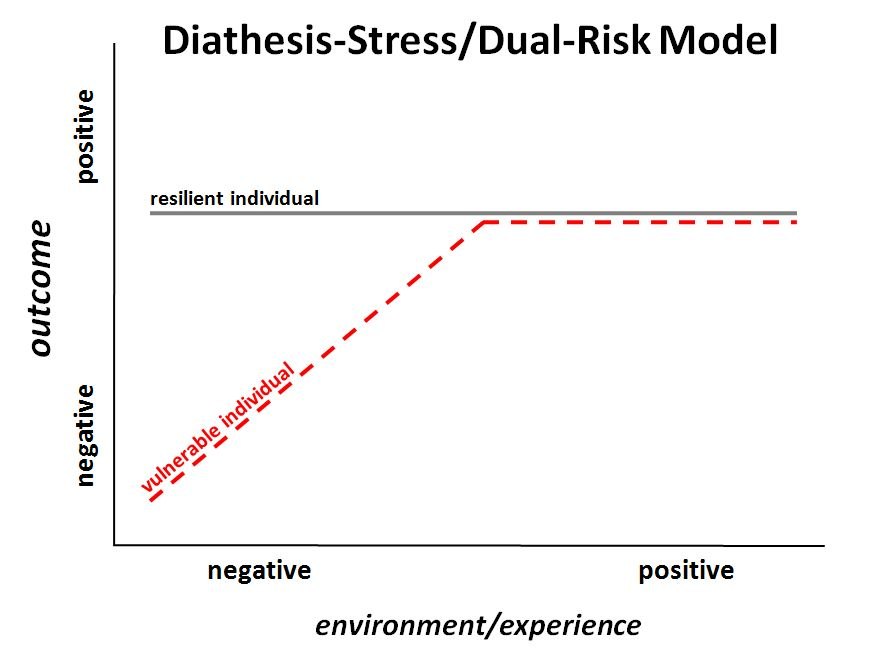 Diathesis-Stress/Dual-Risk Model
positive
resilient individual
outcome
vulnerable individual
negative
negative
positive
environment/experience